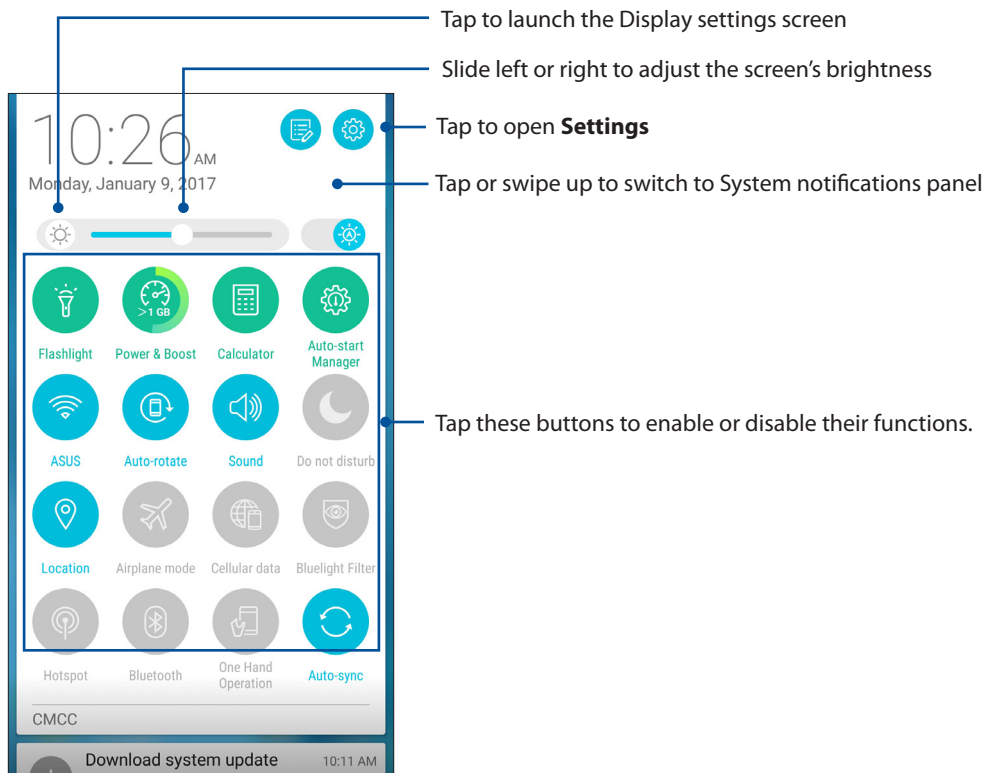 Tap to launch the Display settings screen
Slide left or right to adjust the screen's brightness
10:26 AM
Tap to open Settings
Monday, January 9, 2017
Tap or swipe up to switch to System notifications panel
A
>1 GB
Flashlight
Power & Boost
Calculator
Auto-start
Manager
Tap these buttons to enable or disable their functions.
ASUS
Auto-rotate
Sound
Do not disturb
Location
Airplane mode
Cellular data
Bluelight Filter
Hotspot
Bluetooth
One Hand
Operation
Auto-sync
CMCC
Download system update
10:11 AM